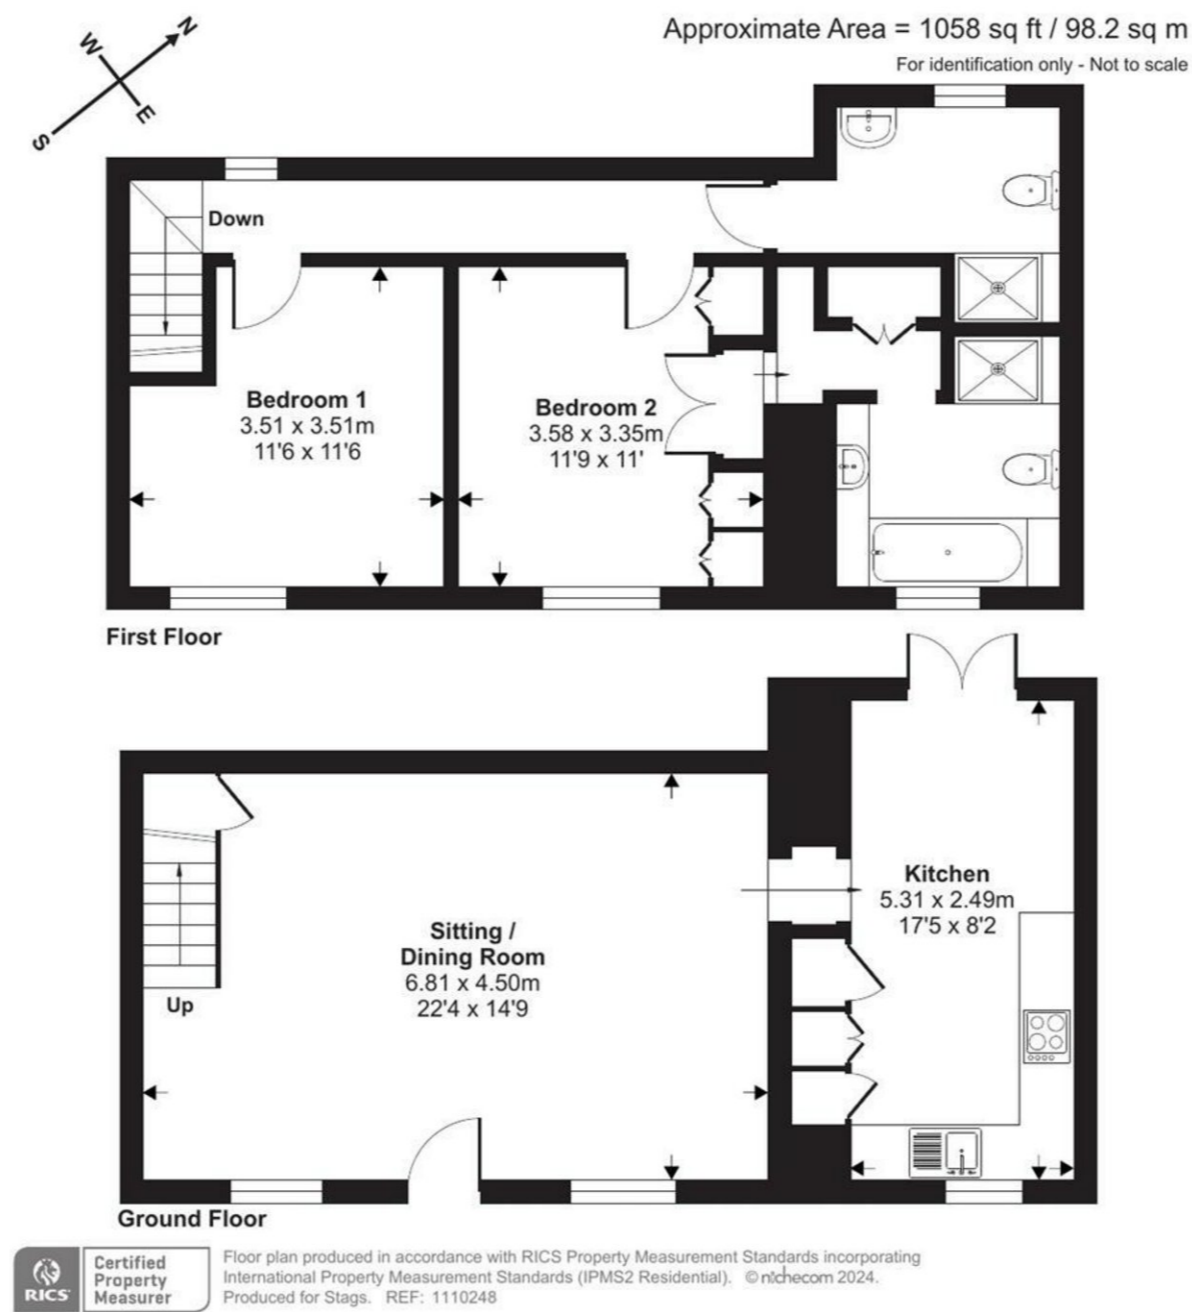 Approximate Area = 1058 sq ft / 98.2 sq m
For identification only - Not to scale
N
W
E
S
Down
Bedroom 1
3.51 x 3.51m
11'6 x 11'6
Bedroom 2
3.58 x 3.35m
11'9 x 11'
First Floor
Kitchen
5.31 x 2.49m
17'5 x 8'2
Sitting /
Dining Room
6.81 x 4.50m
22'4 x 14'9
Up
Ground Floor
RICS
Certified
Property
Measurer
Floor plan produced in accordance with RICS Property Measurement Standards incorporating
International Property Measurement Standards (IPMS2 Residential). © nichecom 2024.
Produced for Stags. REF: 1110248